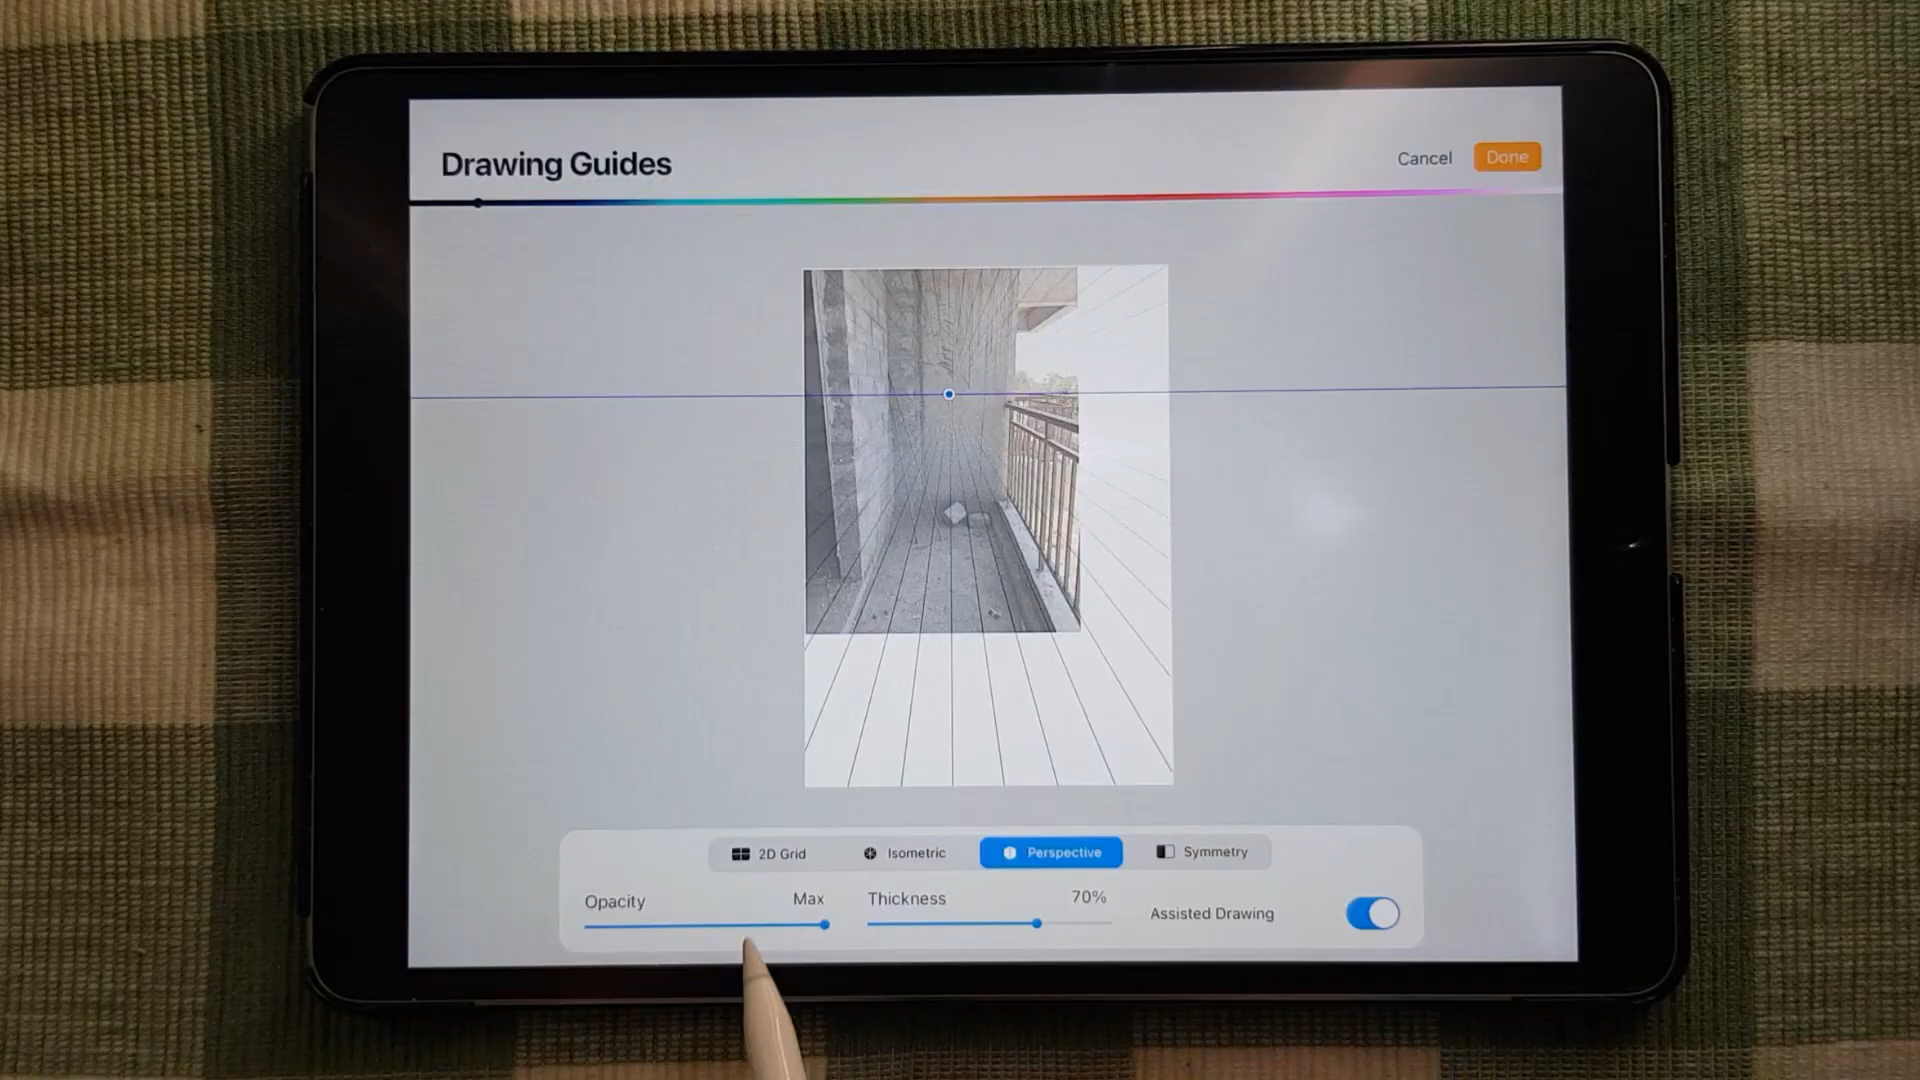 Drawing Guides
Cancel
Done
2D Grid
Isometric
Perspective
Symmetry
Opacity
Max
Thickness
70%
Assisted Drawing